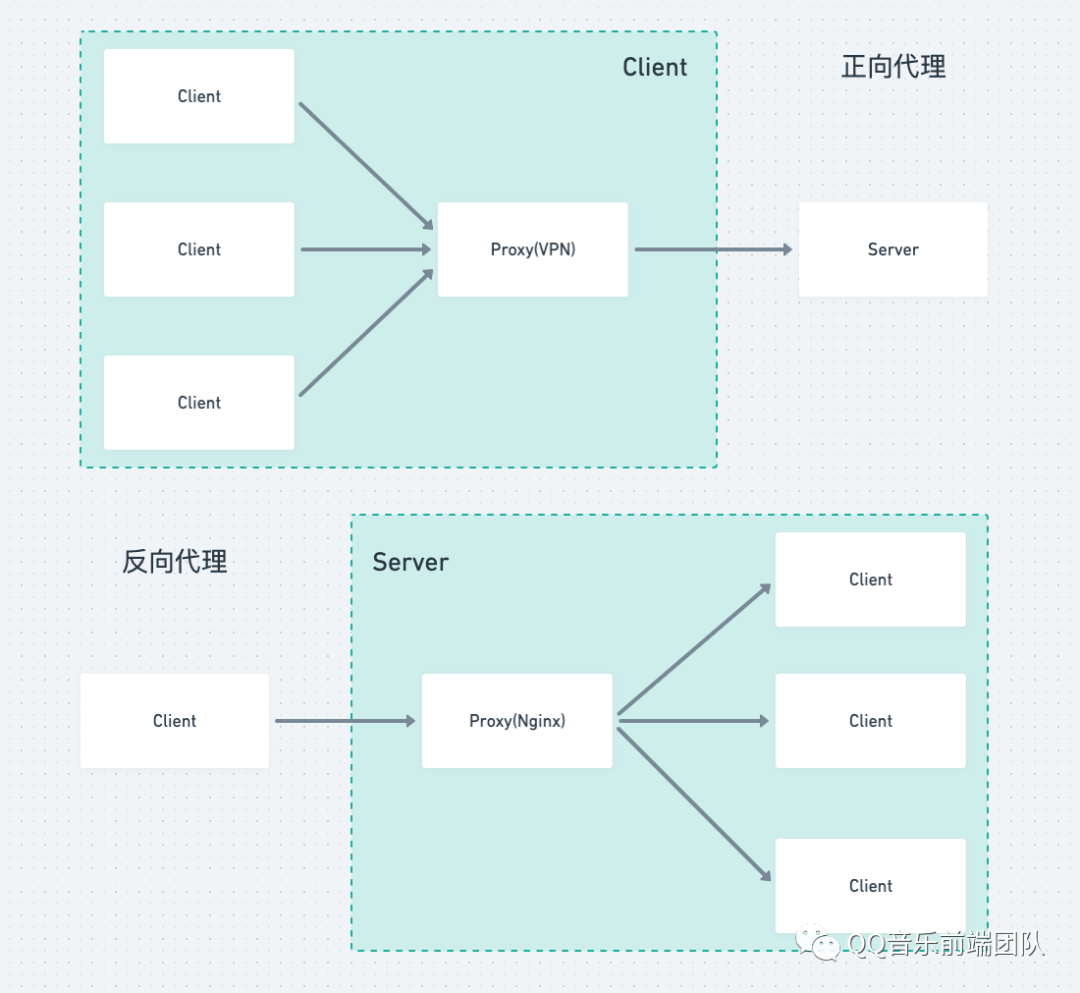 Client
正向代理
Client
Client
Proxy(VPN)
Server
Client
反向代理
Server
Client
Client
Proxy(Nginx)
Client
Client
QQ音乐前端团队